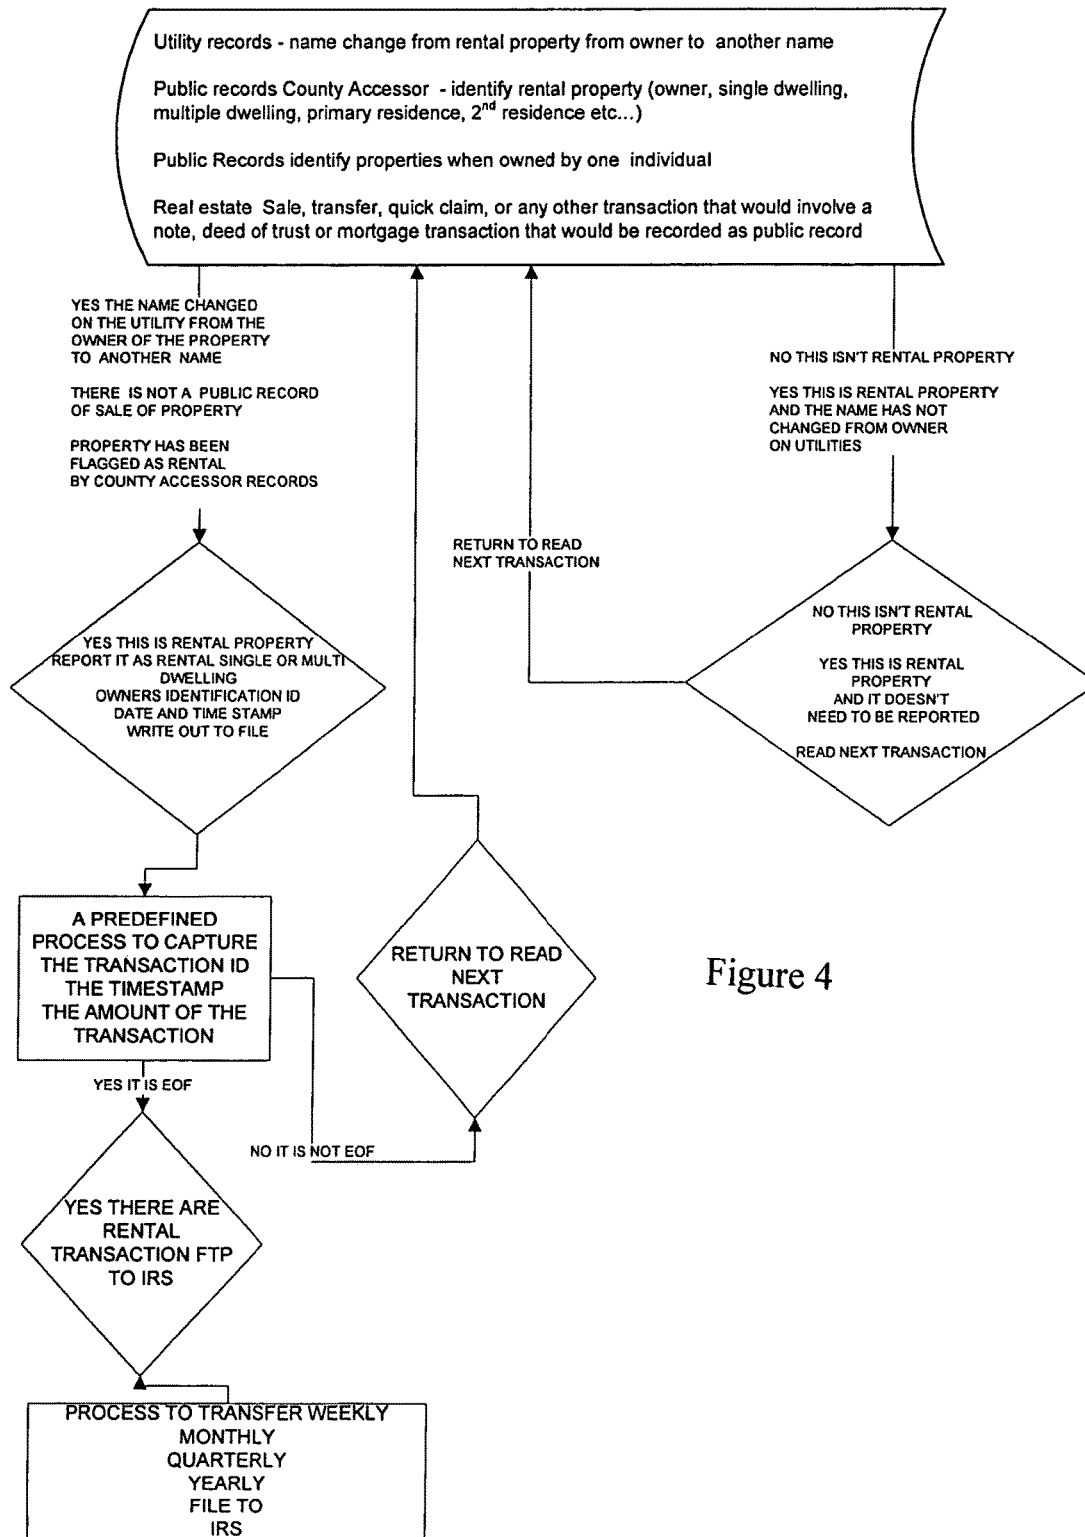 Utility records - name change from rental property from owner to another name
Public records County Accessor - identify rental property (owner, single dwelling,
multiple dwelling, primary residence, 2nd residence etc...)
Public Records identify properties when owned by one individual
Real estate Sale, transfer, quick claim, or any other transaction that would involve a
note, deed of trust or mortgage transaction that would be recorded as public record
YES THE NAME CHANGED
ON THE UTILITY FROM THE
OWNER OF THE PROPERTY
TO ANOTHER NAME
THERE IS NOT A PUBLIC RECORD
OF SALE OF PROPERTY
PROPERTY HAS BEEN
FLAGGED AS RENTAL
BY COUNTY ACCESSOR RECORDS
NO THIS ISN'T RENTAL PROPERTY
YES THIS IS RENTAL PROPERTY
AND THE NAME HAS NOT
CHANGED FROM OWNER
ON UTILITIES
RETURN TO READ
NEXT TRANSACTION
YES THIS IS RENTAL PROPERTY
REPORT IT AS RENTAL SINGLE OR MULTI
DWELLING
OWNERS IDENTIFICATION ID
DATE AND TIME STAMP
WRITE OUT TO FILE
NO THIS ISN'T RENTAL
PROPERTY
YES THIS IS RENTAL
PROPERTY
AND IT DOESN'T
NEED TO BE REPORTED
READ NEXT TRANSACTION
A PREDEFINED
PROCESS TO CAPTURE
THE TRANSACTION ID
THE TIMESTAMP
THE AMOUNT OF THE
TRANSACTION
RETURN TO READ
NEXT
TRANSACTION
Figure 4
YES IT IS EOF
NO IT IS NOT EOF
YES THERE ARE
RENTAL
TRANSACTION FTP
TO IRS
PROCESS TO TRANSFER WEEKLY
MONTHLY
QUARTERLY
YEARLY
FILE TO
IRS